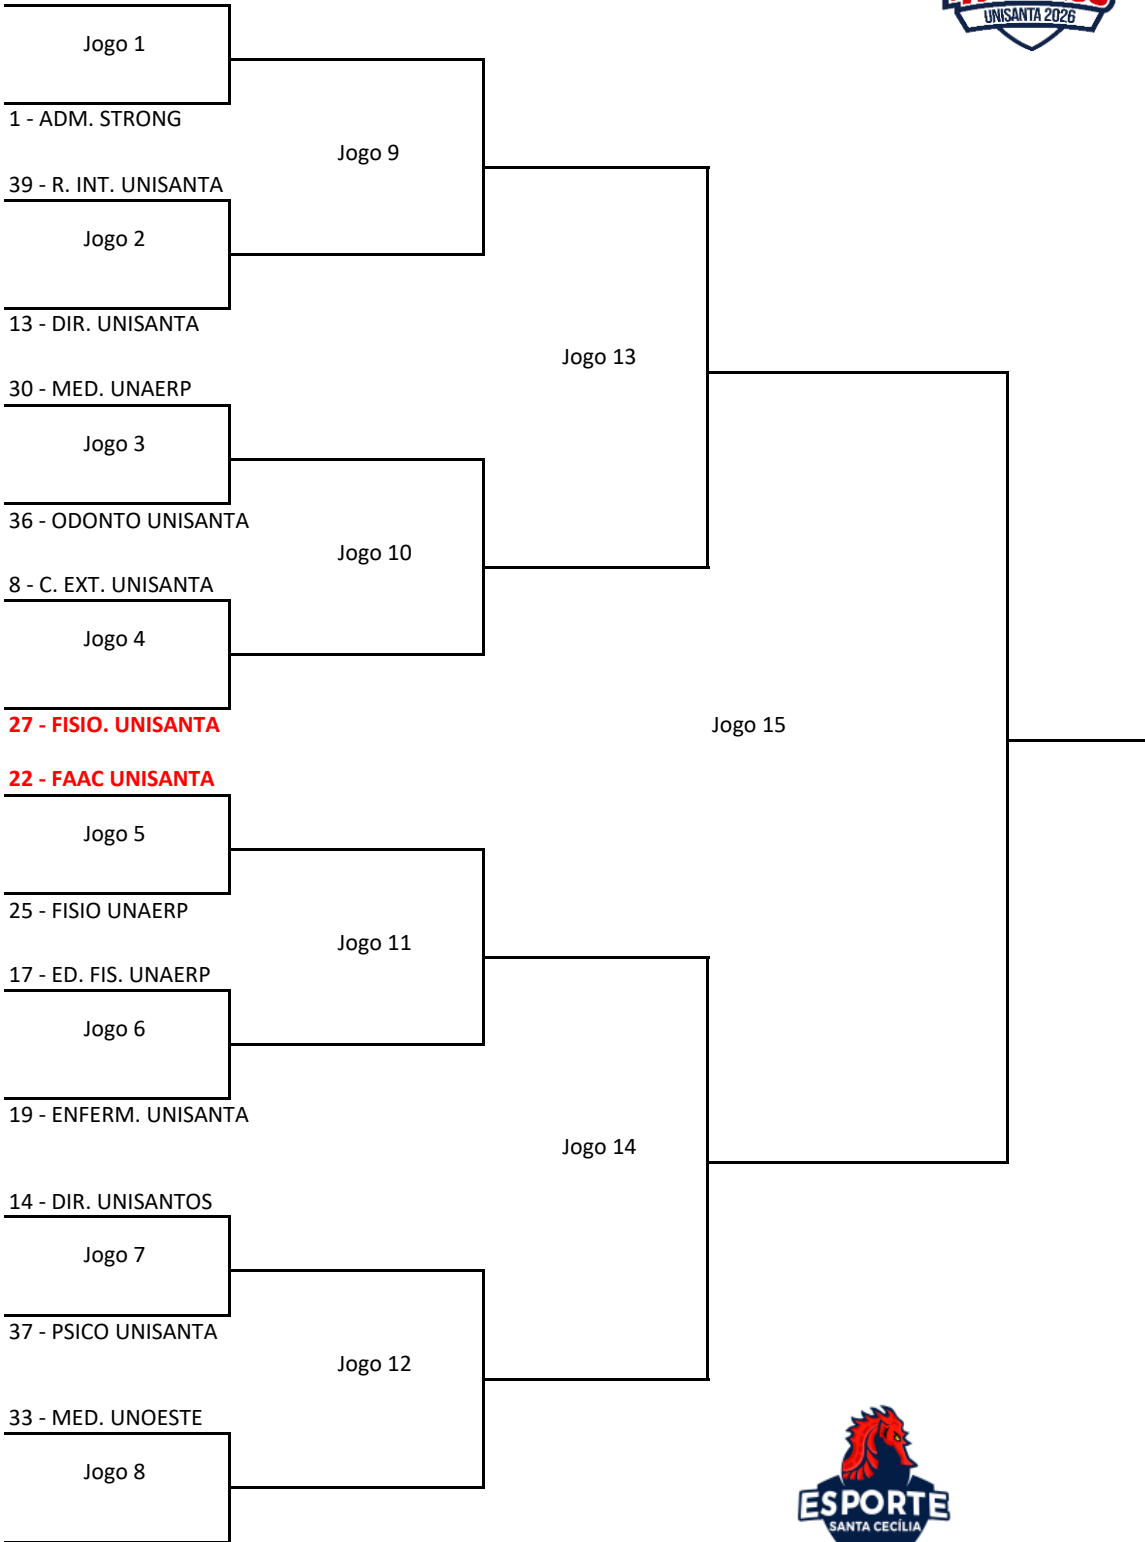 UNISANTA 2026
Jogo 1
1 - ADM. STRONG
Jogo 9
39 - R. INT. UNISANTA
Jogo 2
13 - DIR. UNISANTA
Jogo 13
30 - MED. UNAERP
Jogo 3
36 - ODONTO UNISANTA
Jogo 10
8 - C. EXT. UNISANTA
Jogo 4
27 - FISIO. UNISANTA
Jogo 15
22 - FAAC UNISANTA
Jogo 5
25 - FISIO UNAERP
Jogo 11
17 - ED. FIS. UNAERP
Jogo 6
19 - ENFERM. UNISANTA
Jogo 14
14 - DIR. UNISANTOS
Jogo 7
37 - PSICO UNISANTA
Jogo 12
33 - MED. UNOESTE
Jogo 8
ESPORTE
SANTA CECÍLIA